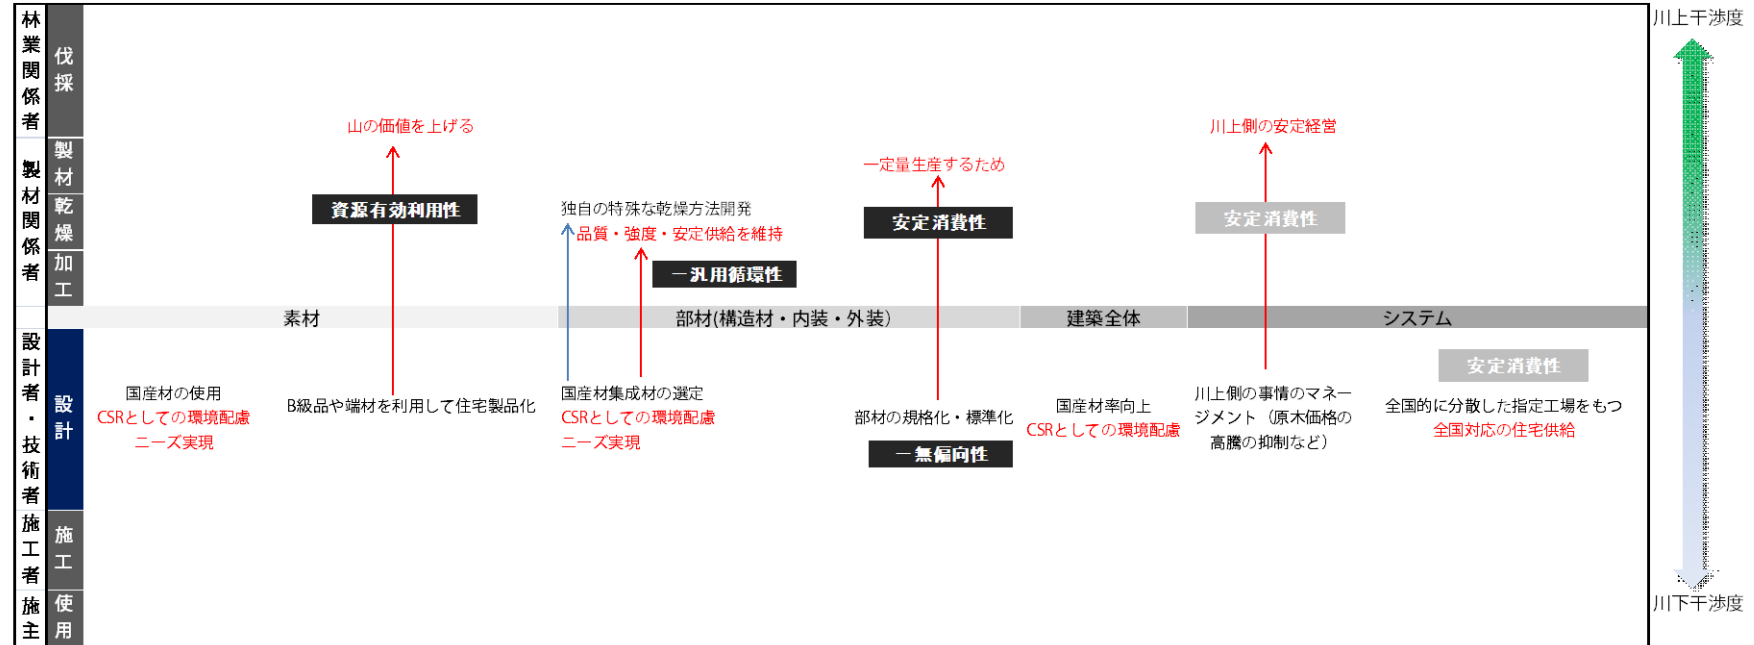 林業関係者
伐採
川上干渉度
山の価値を上げる
川上側の安定経営
製材関係者
製材
一定量生産するため
資源有効利用性
乾燥
独自の特殊な乾燥方法開発
品質・強度・安定供給を維持
安定消費性
安定消費性
加工
－汎用循環性
素材
部材(構造材・内装・外装）
建築全体
システム
設計者・技術者
設計
国産材の使用
CSRとしての環境配慮
ニーズ実現
B級品や端材を利用して住宅製品化
国産材集成材の選定
CSRとしての環境配慮
ニーズ実現
部材の規格化・標準化
－無偏向性
国産材率向上
CSRとしての環境配慮
川上側の事情のマネー
ジメント（原木価格の
高騰の抑制など）
安定消費性
全国的に分散した指定工場をもつ
全国対応の住宅供給
施工者
施工
施主
使用
川下干渉度